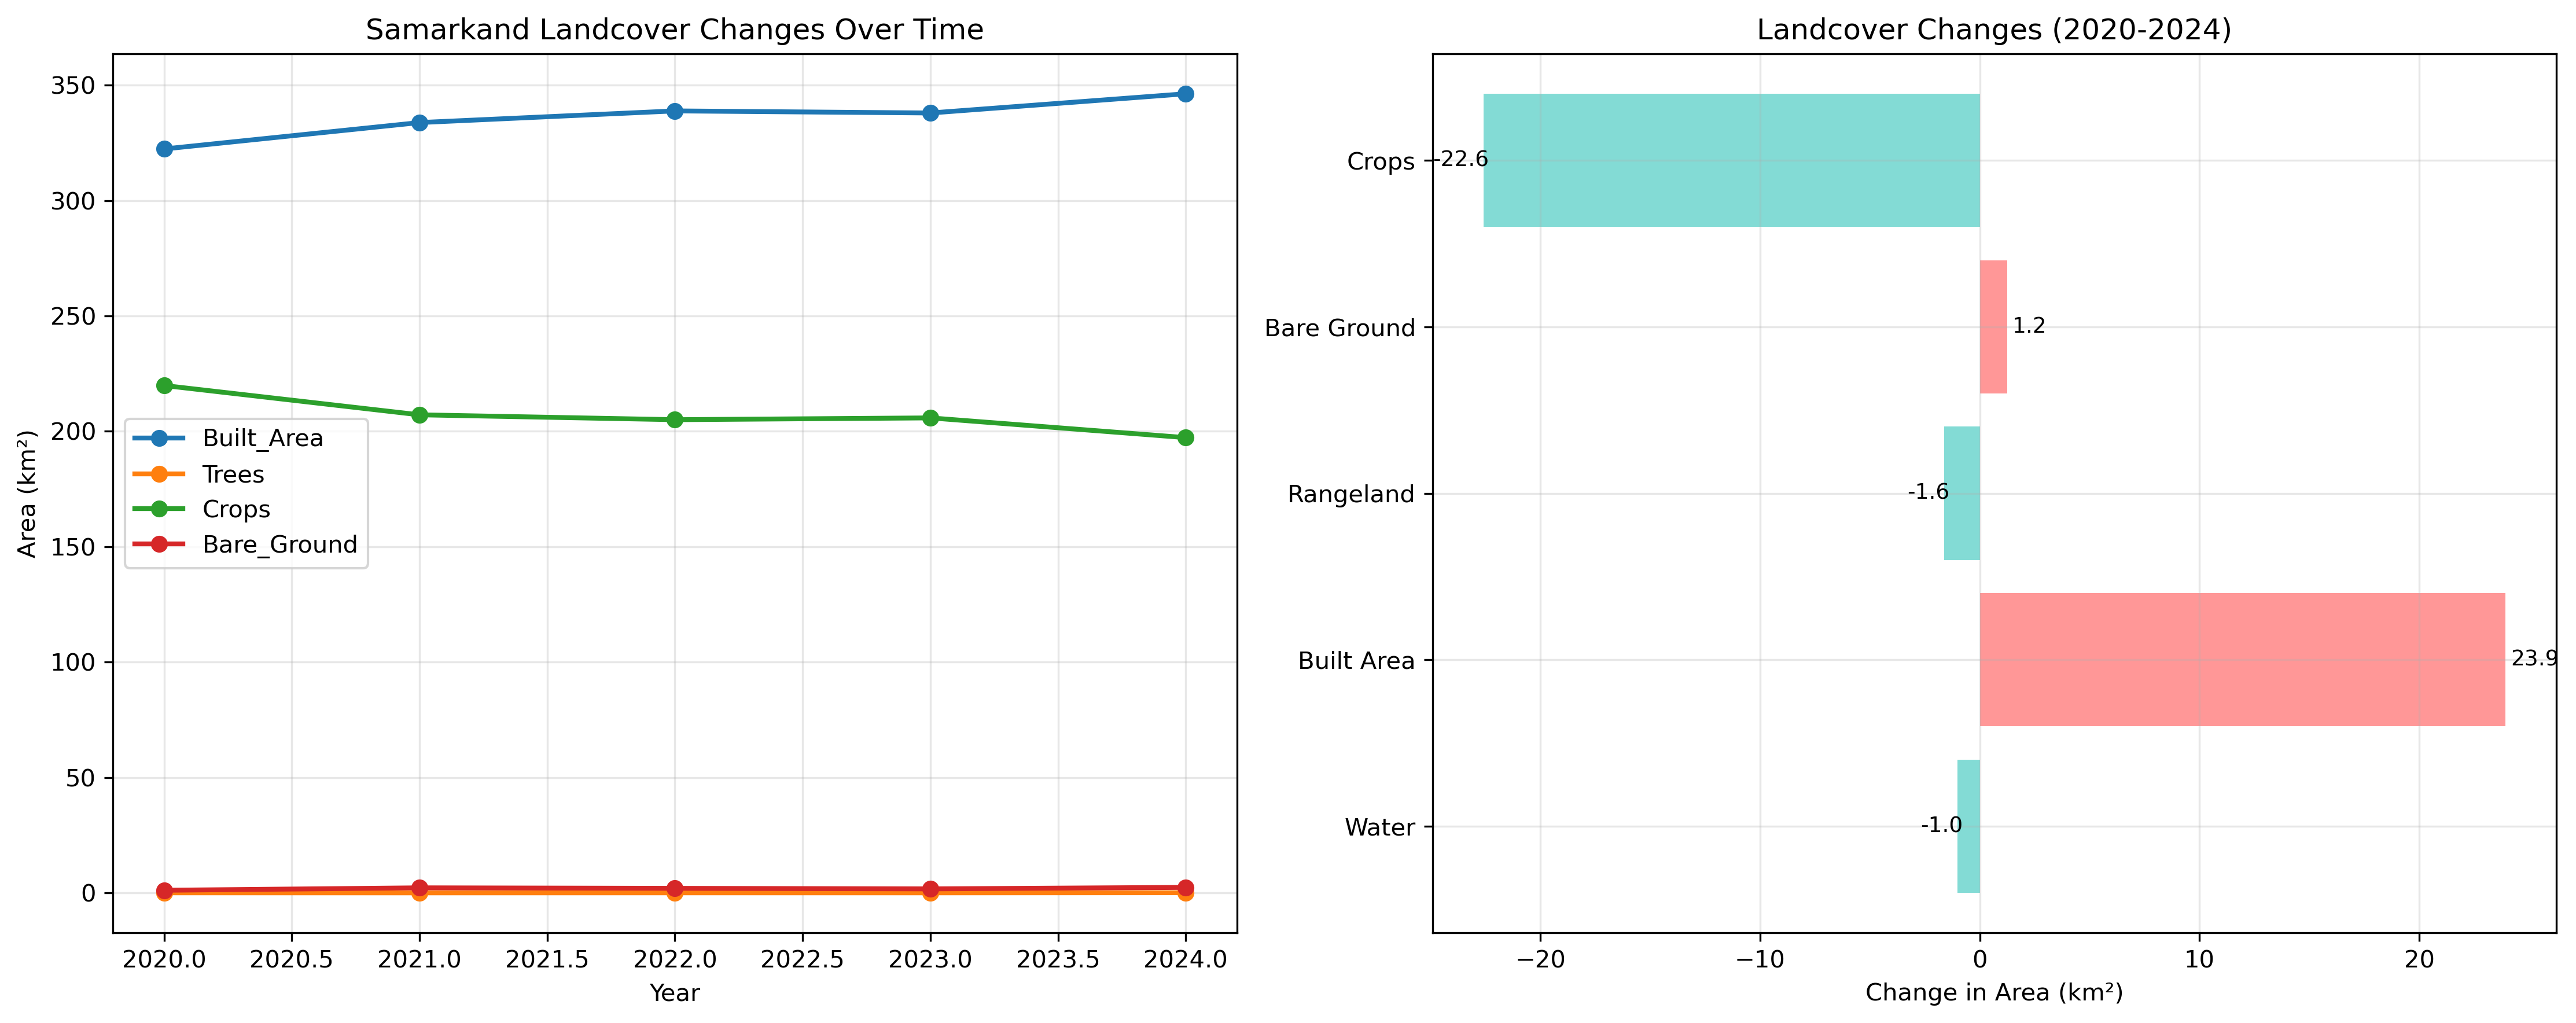 Samarkand Landcover Changes Over Time
350
300
250
200
150
100
50
0
Area (km²)
Built_Area
Trees
Crops
Bare_Ground
2020.0 2020.5 2021.0 2021.5 2022.0 2022.5 2023.0 2023.5 2024.0
Year
Landcover Changes (2020-2024)
Crops -22.6
Bare Ground 1.2
Rangeland -1.6
Built Area 23.9
Water -1.0
−20 −10 0 10 20
Change in Area (km²)